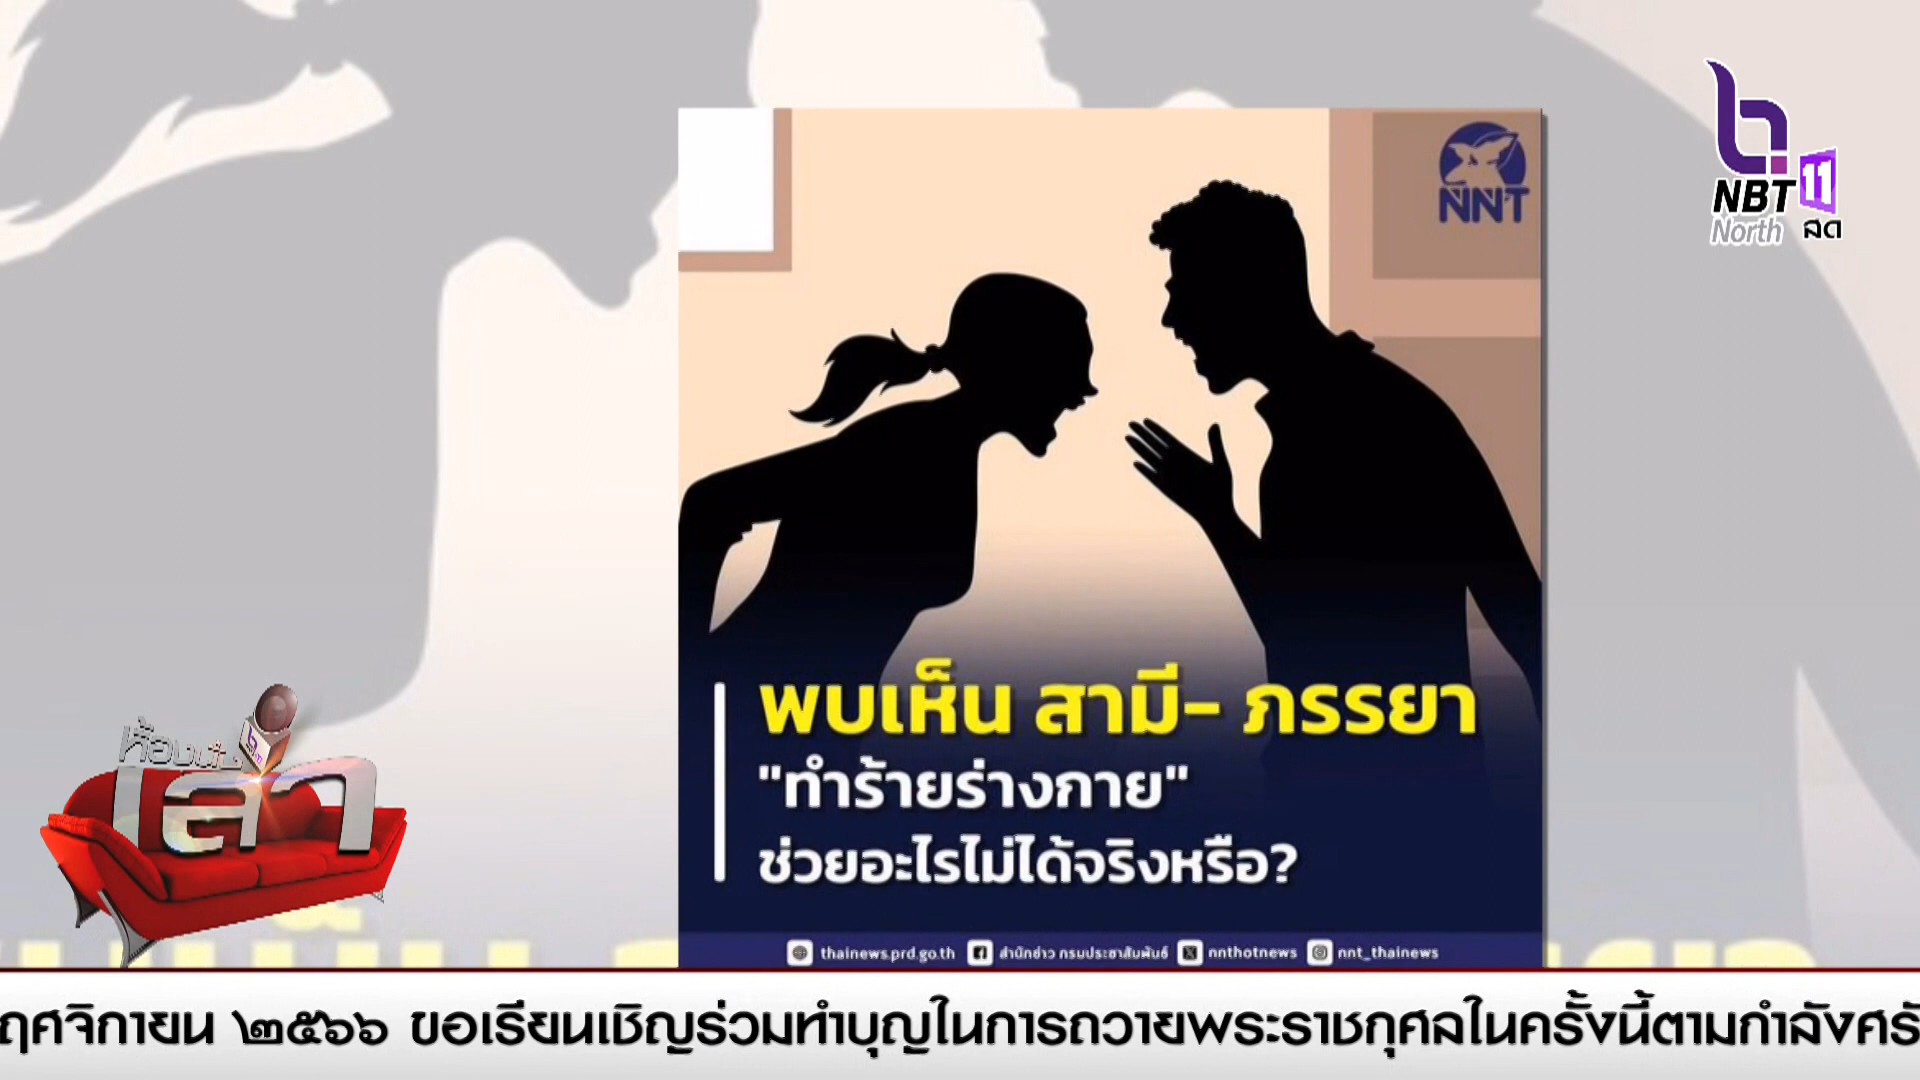 NNT
NBT 11
North สด
พบเห็น สามี- ภรรยา
"ทำร้ายร่างกาย"
ช่วยอะไรไม่ได้จริงหรือ?
ห้องนั่ง
เล่า
thainews.prd.go.th สำนักข่าว กรมประชาสัมพันธ์ nnthotnews nnt_thainews
ฤศจิกายน ๒๕๖๖ ขอเรียนเชิญร่วมทำบุญในการถวายพระราชกุศลในครั้งนี้ตามกำลังศรั